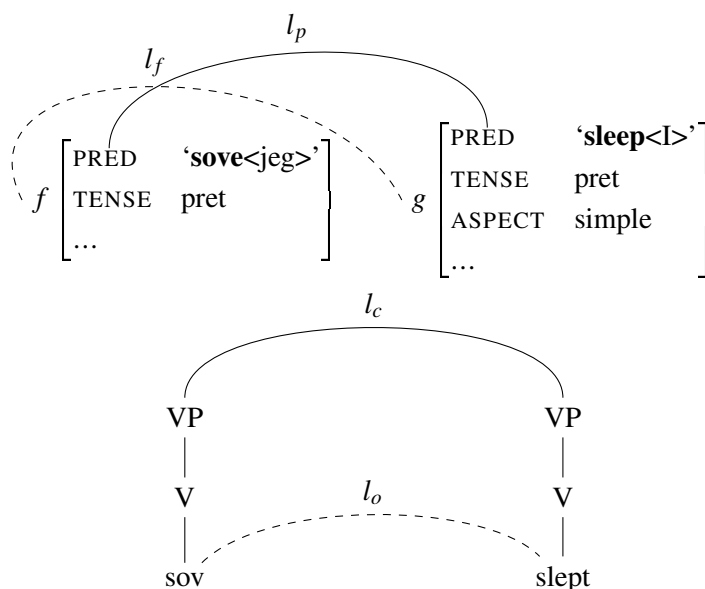 l_p
l_f
PRED ‘sleep<I>’
PRED ‘sove<jeg>’
TENSE pret
f TENSE pret g
ASPECT simple
…
…
l_c
VP VP
V V
l_o
sov slept